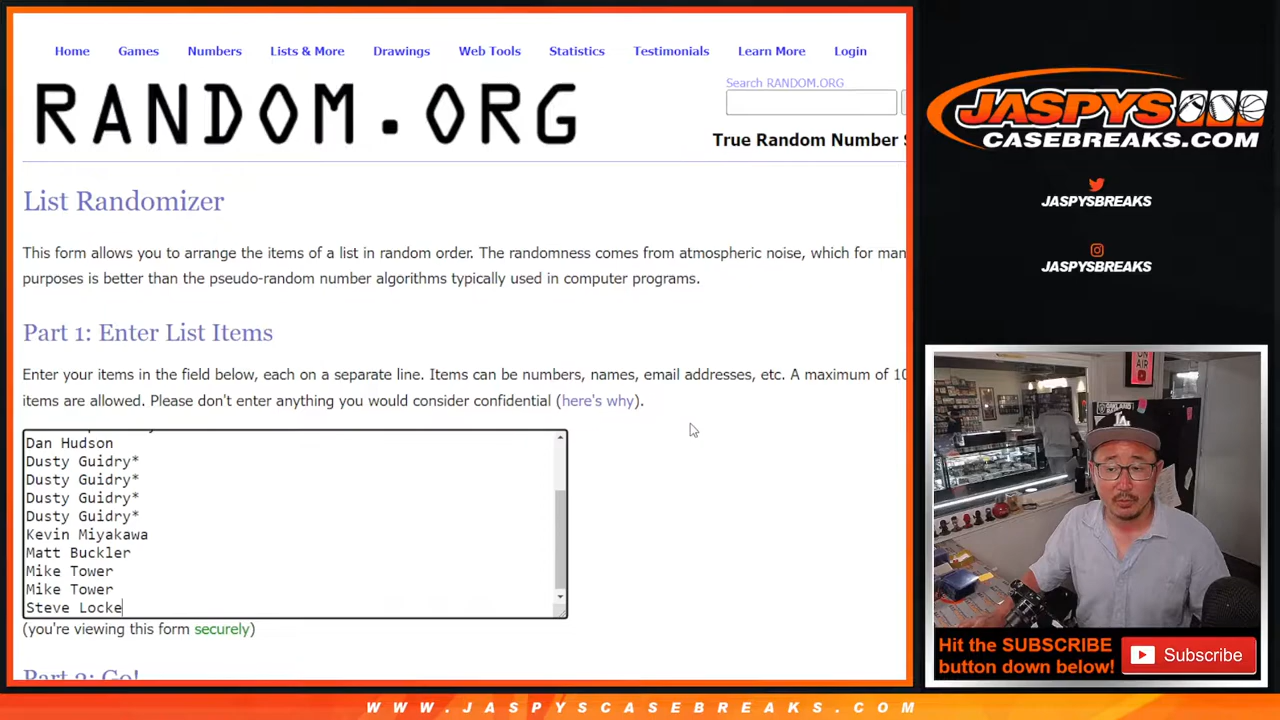 Home Games Numbers Lists & More Drawings Web Tools Statistics Testimonials Learn More Login
RANDOM.ORG
Search RANDOM.ORG
True Random Number S
List Randomizer
This form allows you to arrange the items of a list in random order. The randomness comes from atmospheric noise, which for man
purposes is better than the pseudo-random number algorithms typically used in computer programs.
Part 1: Enter List Items
Enter your items in the field below, each on a separate line. Items can be numbers, names, email addresses, etc. A maximum of 10
items are allowed. Please don't enter anything you would consider confidential (here's why).
Dan Hudson
Dusty Guidry*
Dusty Guidry*
Dusty Guidry*
Dusty Guidry*
Kevin Miyakawa
Matt Buckler
Mike Tower
Mike Tower
Steve Locke
(you're viewing this form securely)
Part 2: Go!
JASPYS
CASEBREAKS.COM
JASPYSBREAKS
JASPYSBREAKS
ON
AIR
LA
Hit the SUBSCRIBE
button down below!
Subscribe
WWW.JASPYSCASEBREAKS.COM